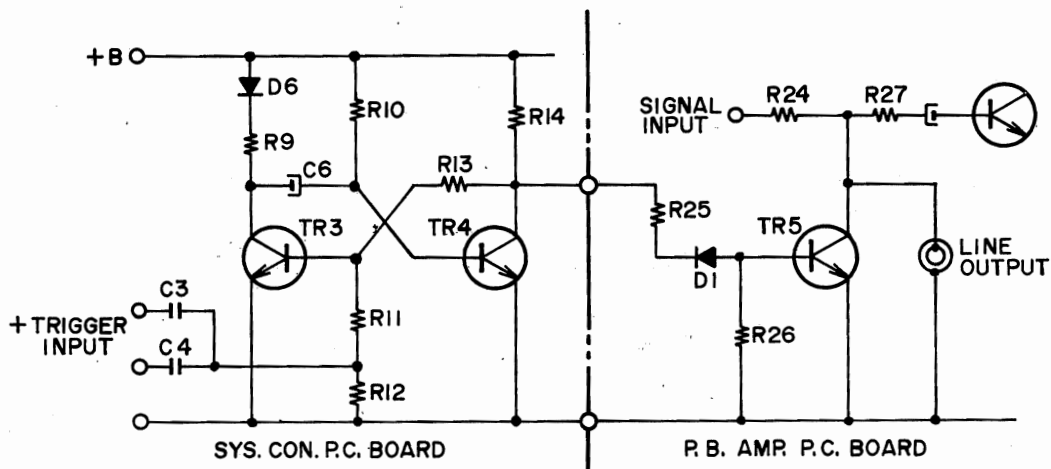 +B
D6
R10
R14
R9
C6
R13
TR3
TR4
C3
+ TRIGGER
INPUT
C4
R11
R12
SYS. CON. P.C. BOARD
SIGNAL
INPUT
R24
R27
R25
TR5
D1
LINE
OUTPUT
R26
P. B. AMP. P.C. BOARD